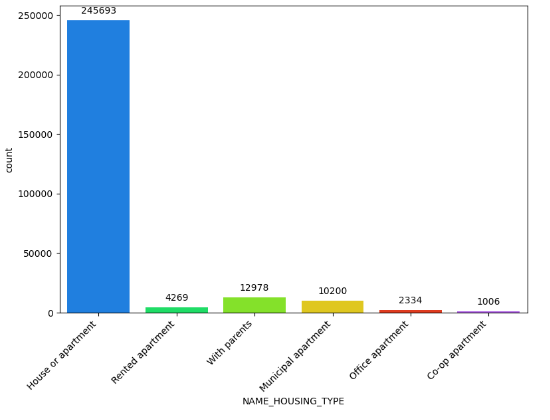 245693
250000
200000
150000
100000
50000
0
count
4269
12978
10200
2334
1006
House or apartment
Rented apartment
With parents
Municipal apartment
Office apartment
Co-op apartment
NAME_HOUSING_TYPE